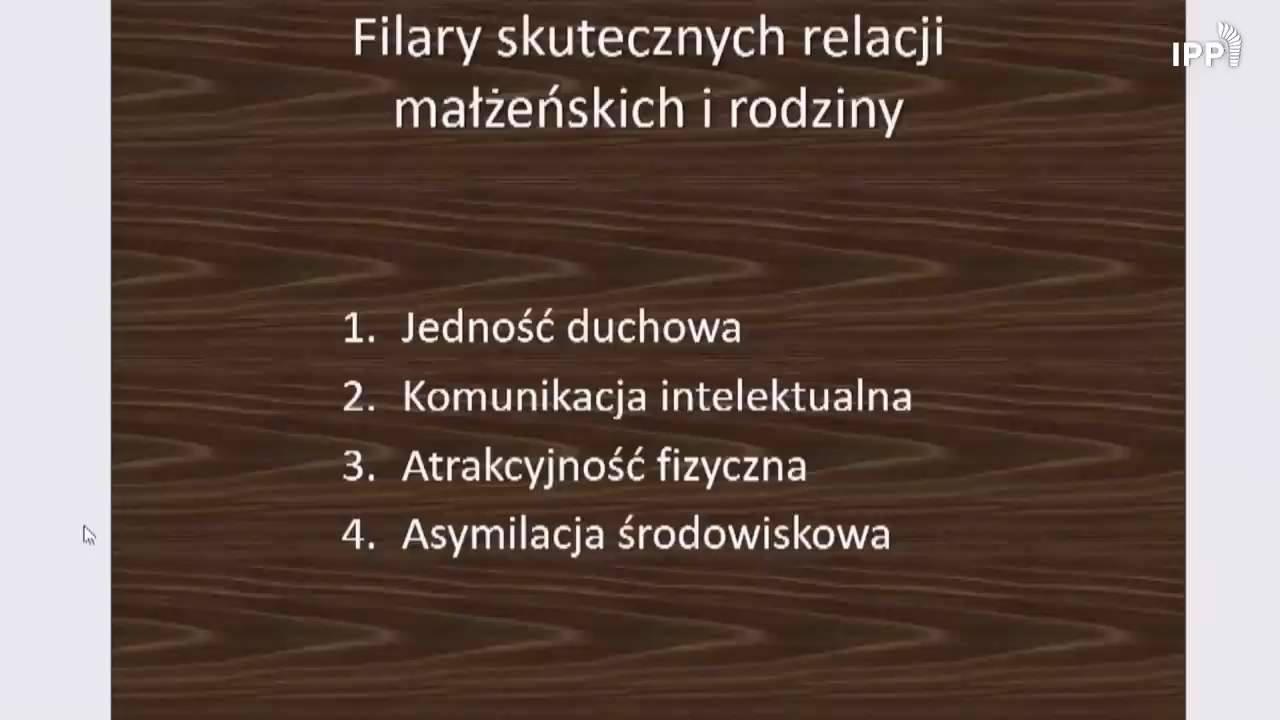 Filary skutecznych relacji
małżeńskich i rodziny
IPP
1. Jedność duchowa
2. Komunikacja intelektualna
3. Atrakcyjność fizyczna
4. Asymilacja środowiskowa